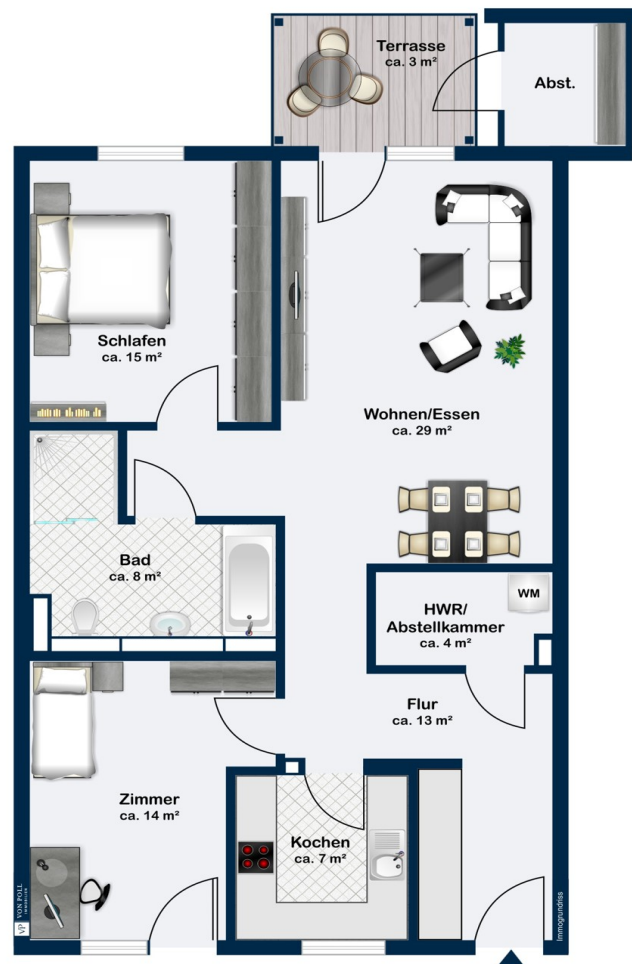 Terrasse
ca. 3 m²
Abst.
Schlafen
ca. 15 m²
Wohnen/Essen
ca. 29 m²
Bad
ca. 8 m²
HWR/
Abstellkammer
ca. 4 m²
WM
Flur
ca. 13 m²
Zimmer
ca. 14 m²
Kochen
ca. 7 m²
VP
VON POLL
IMMOBILIEN
Immogrundriss